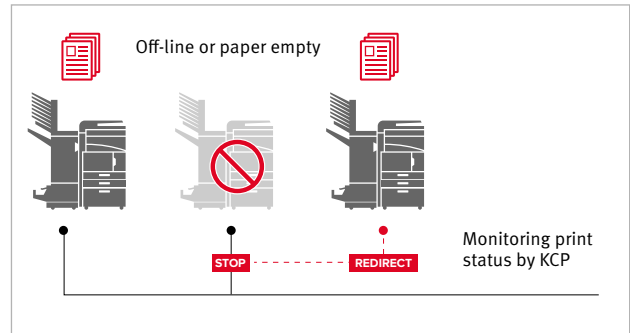 Off-line or paper empty
STOP
REDIRECT
Monitoring print
status by KCP